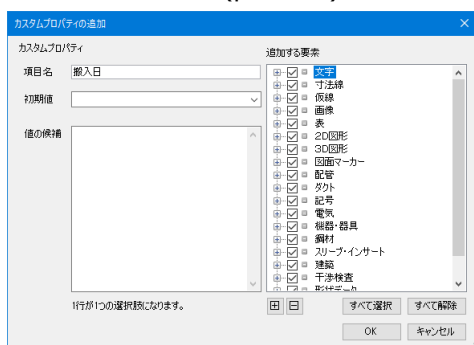 カスタムプロパティの追加
カスタムプロパティ
項目名 搬入日
初期値
値の候補
1行が1つの選択肢になります。
追加する要素
文字
寸法線
仮線
画像
表
2D図形
3D図形
図面マーカー
配管
ダクト
記号
電気
機器・器具
鋼材
スリーブ・インサート
建築
干渉検査
形状データ
すべて選択 すべて解除
OK キャンセル